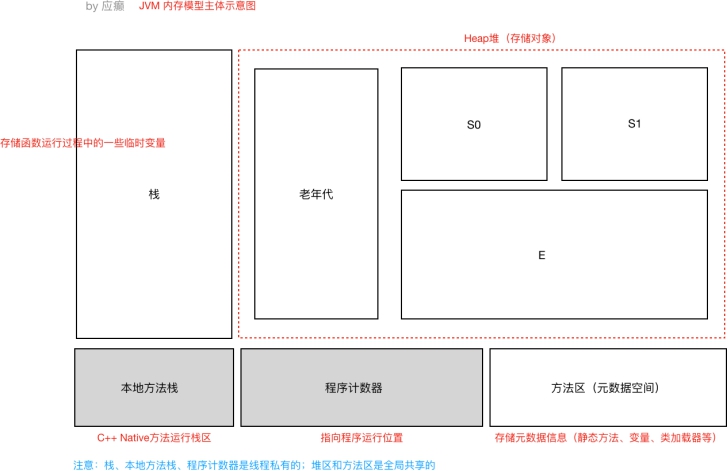 by 应癫 JVM 内存模型主体示意图
Heap堆（存储对象）
S0
S1
存储函数运行过程中的一些临时变量
栈
老年代
E
本地方法栈
程序计数器
方法区（元数据空间）
C++ Native方法运行栈区
指向程序运行位置
存储元数据信息（静态方法、变量、类加载器等）
注意：栈、本地方法栈、程序计数器是线程私有的；堆区和方法区是全局共享的